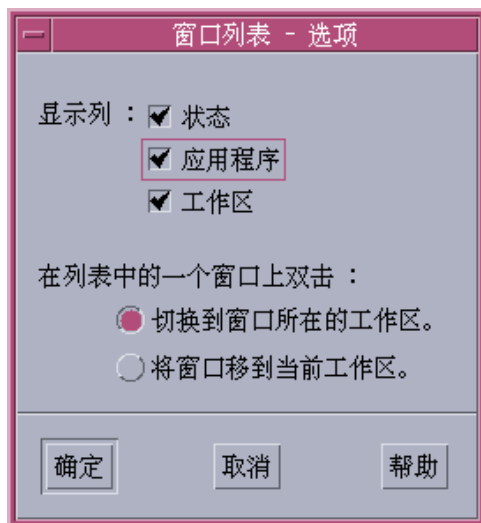 窗口列表 - 选项
显示列 : 状态
应用程序
工作区
在列表中的一个窗口上双击 :
切换到窗口所在的工作区。
将窗口移到当前工作区。
确定 取消 帮助